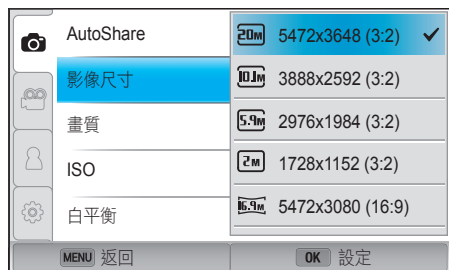 AutoShare
影像尺寸
畫質
ISO
白平衡
20M 5472x3648 (3:2)
10.1M 3888x2592 (3:2)
5.9M 2976x1984 (3:2)
2M 1728x1152 (3:2)
16.9M 5472x3080 (16:9)
MENU 返回
OK 設定